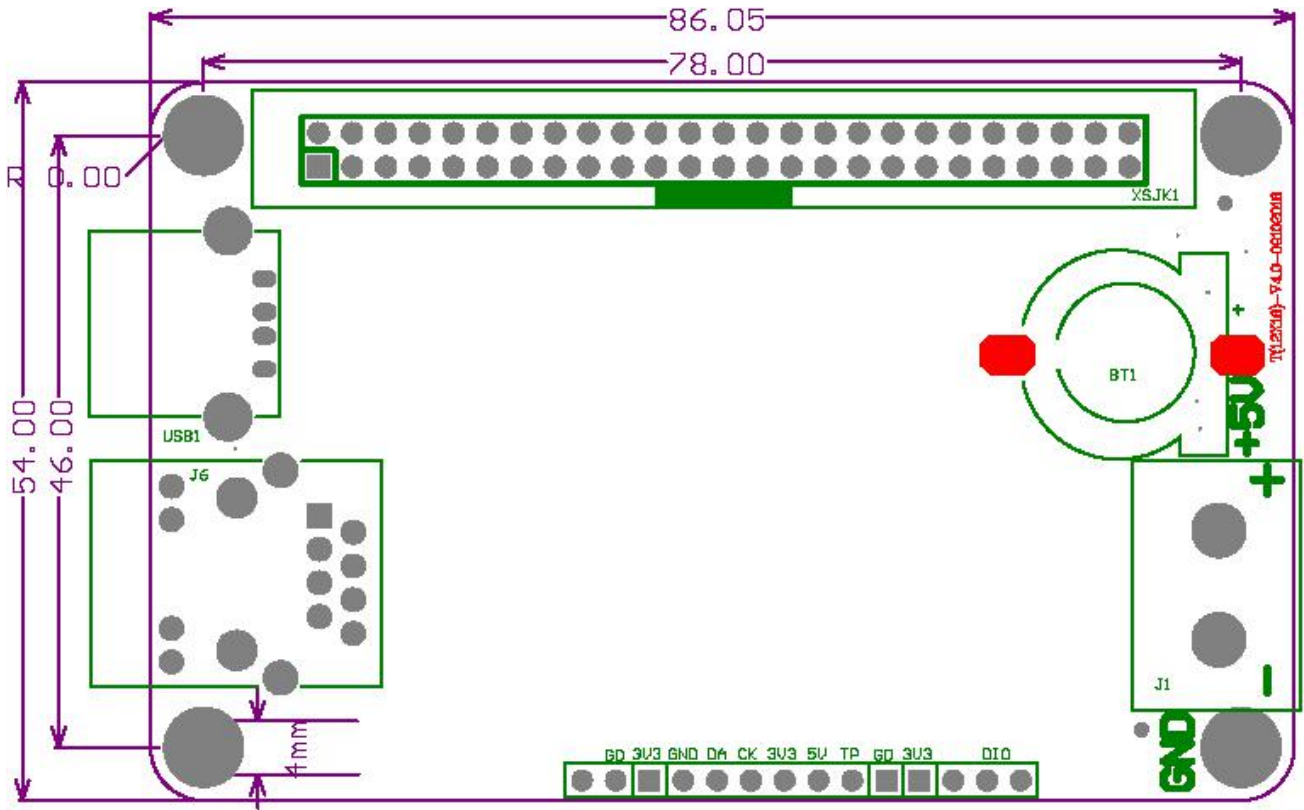 86.05
78.00
R 0.00
XSJK1
+
BT1
+5V
54.00
46.00
USB1
J6
+
J1
-
GND
4mm
GD 3V3 GND DA CK 3V3 5V TP GD 3V3 DIO